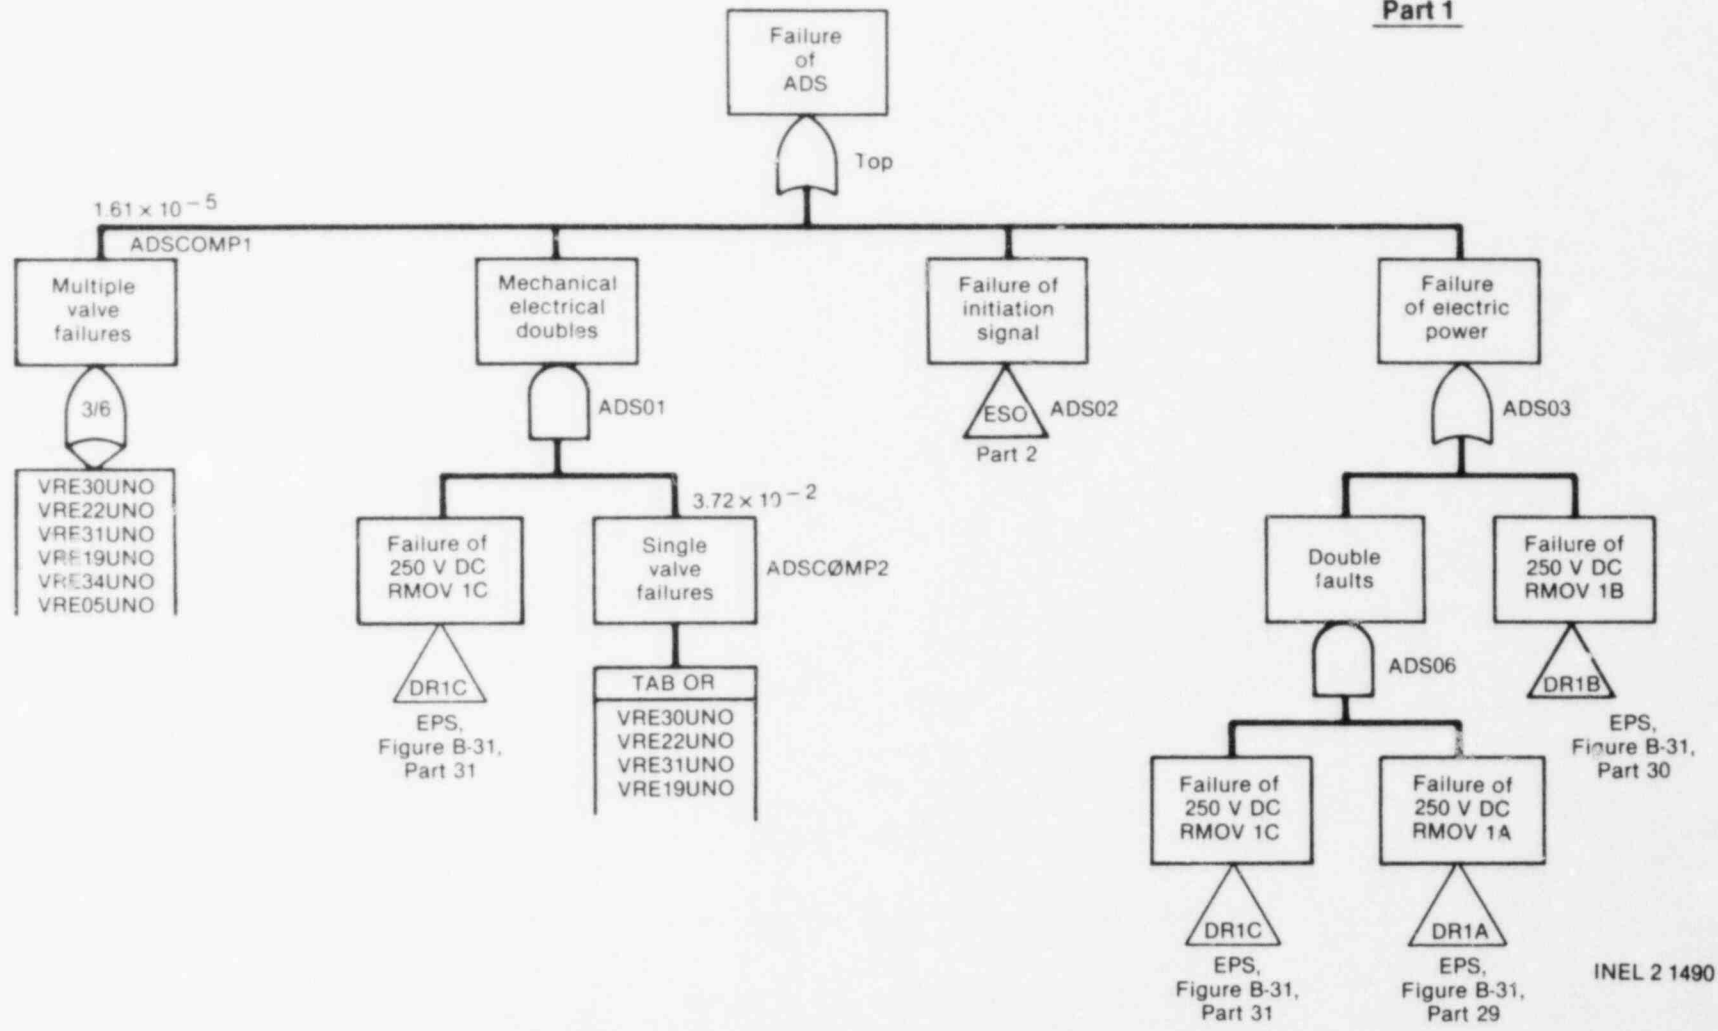 Part 1
Failure
of
ADS
Top
1.61 × 10 − 5
ADSCOMP1
Multiple
valve
failures
3/6
VRE30UNO
VRE22UNO
VRE31UNO
VRE19UNO
VRE34UNO
VRE05UNO
Mechanical
electrical
doubles
ADS01
Failure of
250 V DC
RMOV 1C
DR1C
EPS,
Figure B-31,
Part 31
3.72 × 10 − 2
Single
valve
failures
ADSCØMP2
TAB OR
VRE30UNO
VRE22UNO
VRE31UNO
VRE19UNO
Failure of
initiation
signal
ESO
ADS02
Part 2
Failure
of electric
power
ADS03
Double
faults
ADS06
Failure of
250 V DC
RMOV 1C
DR1C
EPS,
Figure B-31,
Part 31
Failure of
250 V DC
RMOV 1A
DR1A
EPS,
Figure B-31,
Part 29
Failure of
250 V DC
RMOV 1B
DR1B
EPS,
Figure B-31,
Part 30
INEL 2 1490